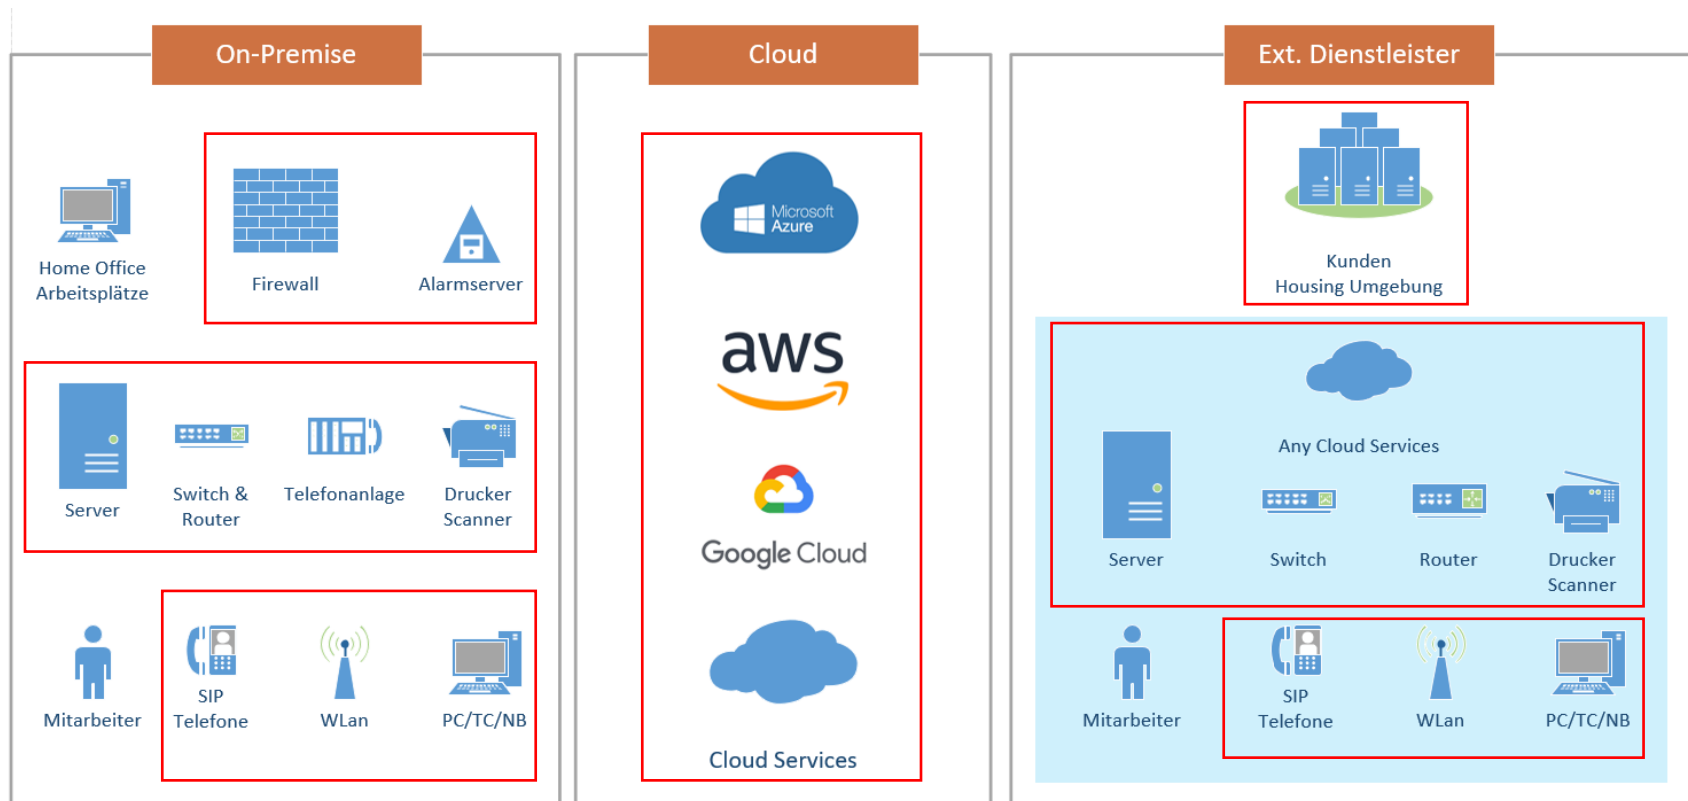 On-Premise
Home Office
Arbeitsplätze
Firewall
Alarmserver
Server
Switch &
Router
Telefonanlage
Drucker
Scanner
Mitarbeiter
SIP
Telefone
WLan
PC/TC/NB
Cloud
Microsoft
Azure
aws
Google Cloud
Cloud Services
Ext. Dienstleister
Kunden
Housing Umgebung
Any Cloud Services
Server
Switch
Router
Drucker
Scanner
Mitarbeiter
SIP
Telefone
WLan
PC/TC/NB